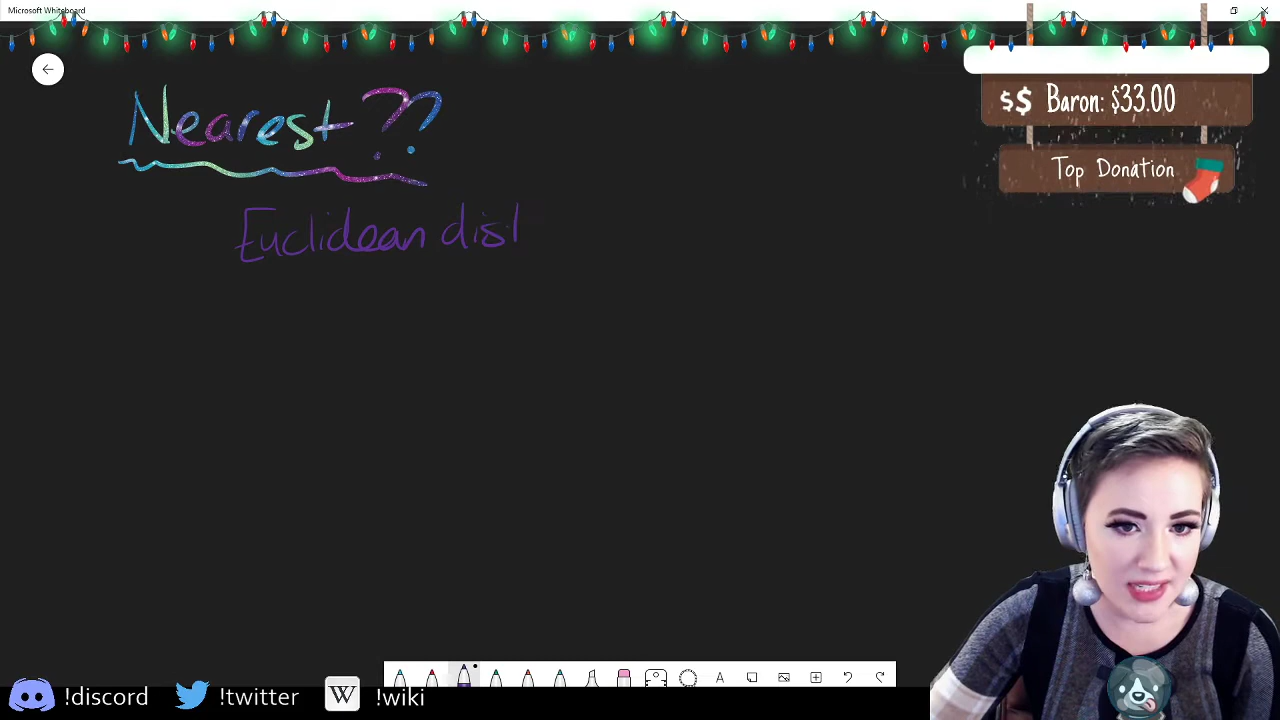 Microsoft Whiteboard
Nearest ??
Euclidean dist
$$ Baron: $33.00
Top Donation
A
!discord
!twitter
W !wiki